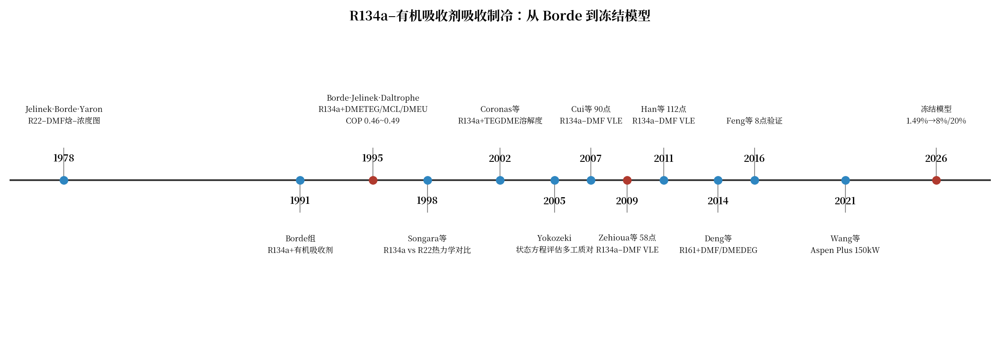 R134a–有机吸收剂吸收制冷：从 Borde 到冻结模型
Jelinek·Borde·Yaron
R22–DMF焓–浓度图
1978
Borde组
R134a+有机吸收剂
1991
Borde·Jelinek·Daltrophe
R134a+DMETEG/MCL/DMEU
COP 0.46~0.49
1995
Songara等
R134a vs R22热力学对比
1998
Coronas等
R134a+TEGDME溶解度
2002
Yokozeki
状态方程评估多工质对
2005
Cui等 90点
R134a–DMF VLE
2007
Zehioua等 58点
R134a–DMF VLE
2009
Han等 112点
R134a–DMF VLE
2011
Deng等
R161+DMF/DMEDEG
2014
Feng等 8点验证
2016
Wang等
Aspen Plus 150kW
2021
冻结模型
1.49%→8%/20%
2026